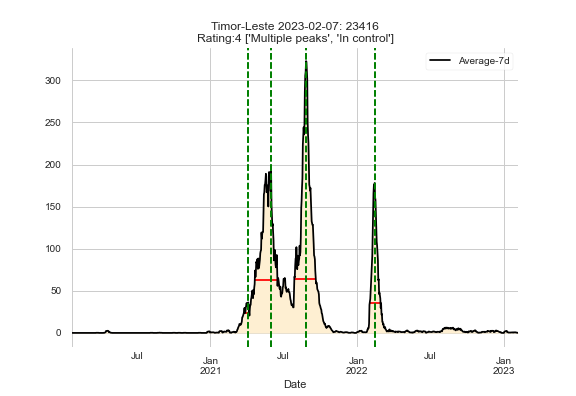 Timor-Leste 2023-02-07: 23416
Rating:4 ['Multiple peaks', 'In control']
Average-7d
300
250
200
150
100
50
0
Jul
Jan
2021
Jul
Jan
2022
Jul
Jan
2023
Date